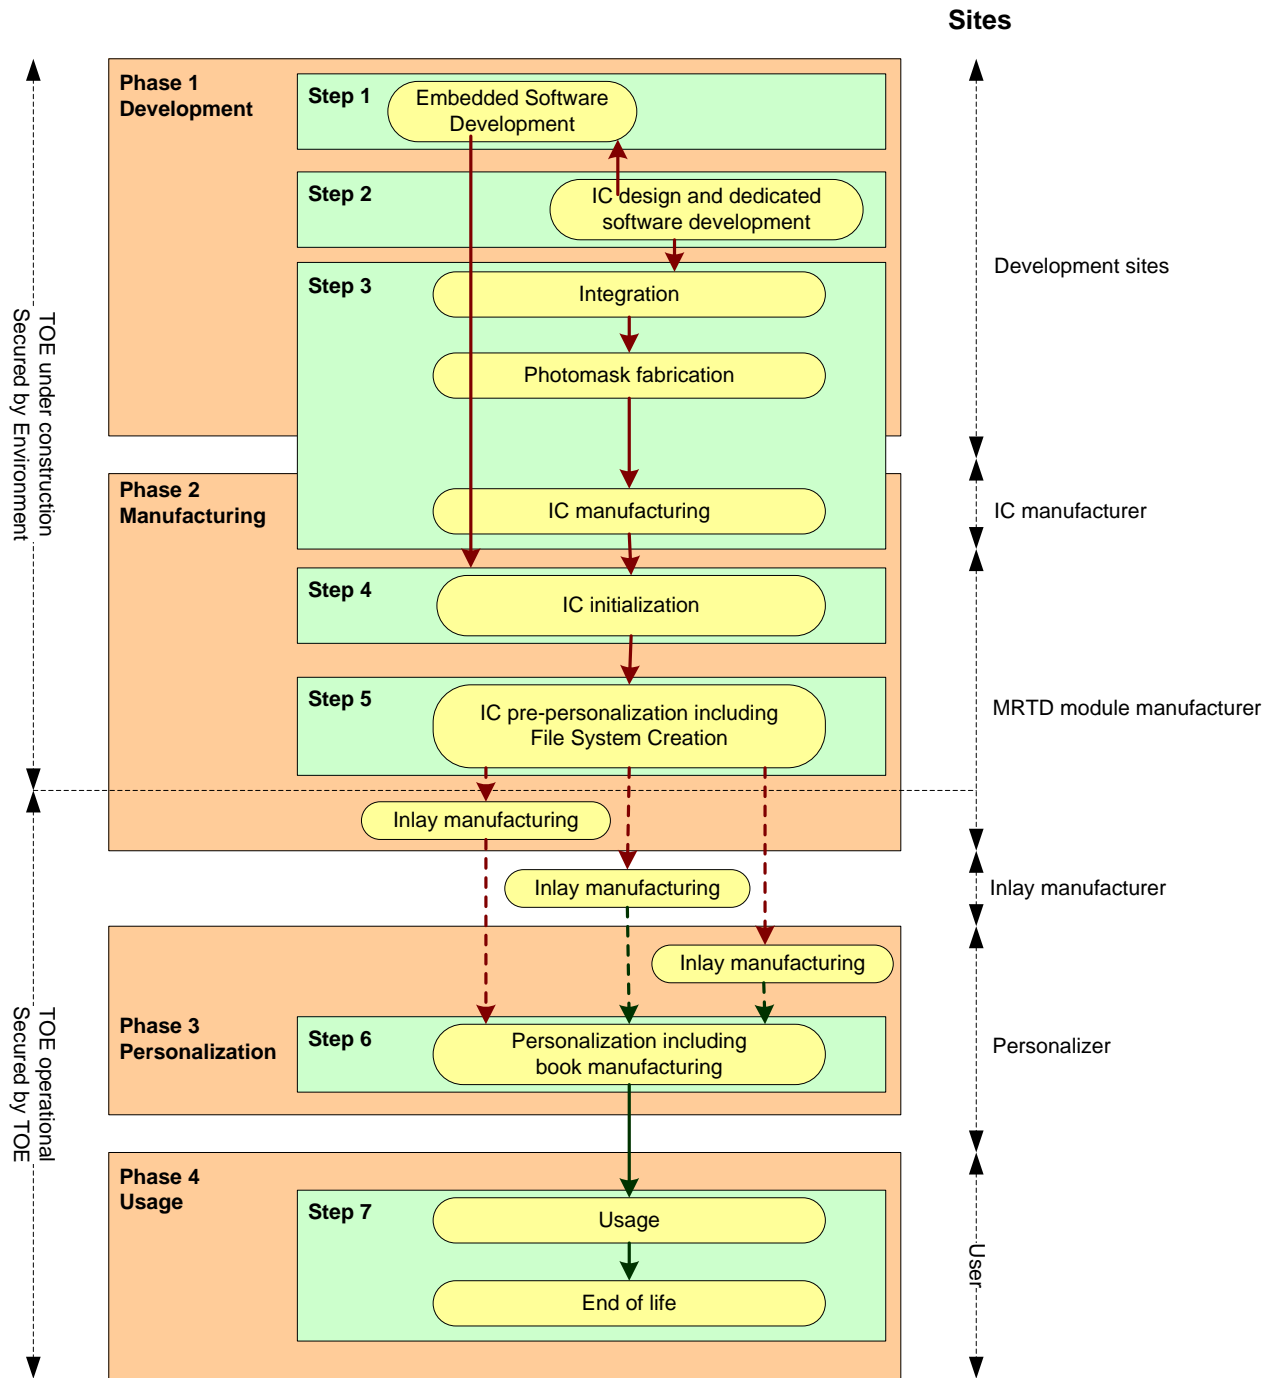 Sites
Phase 1
Development
Step 1
Embedded Software
Development
Step 2
IC design and dedicated
software development
Step 3
Integration
Development sites
Photomask fabrication
TOE under construction
Secured by Environment
Phase 2
Manufacturing
IC manufacturing
IC manufacturer
Step 4
IC initialization
Step 5
IC pre-personalization including
File System Creation
MRTD module manufacturer
Inlay manufacturing
Inlay manufacturing
Inlay manufacturer
Inlay manufacturing
Phase 3
Personalization
Step 6
Personalization including
book manufacturing
Personalizer
TOE operational
Secured by TOE
Phase 4
Usage
Step 7
Usage
User
End of life